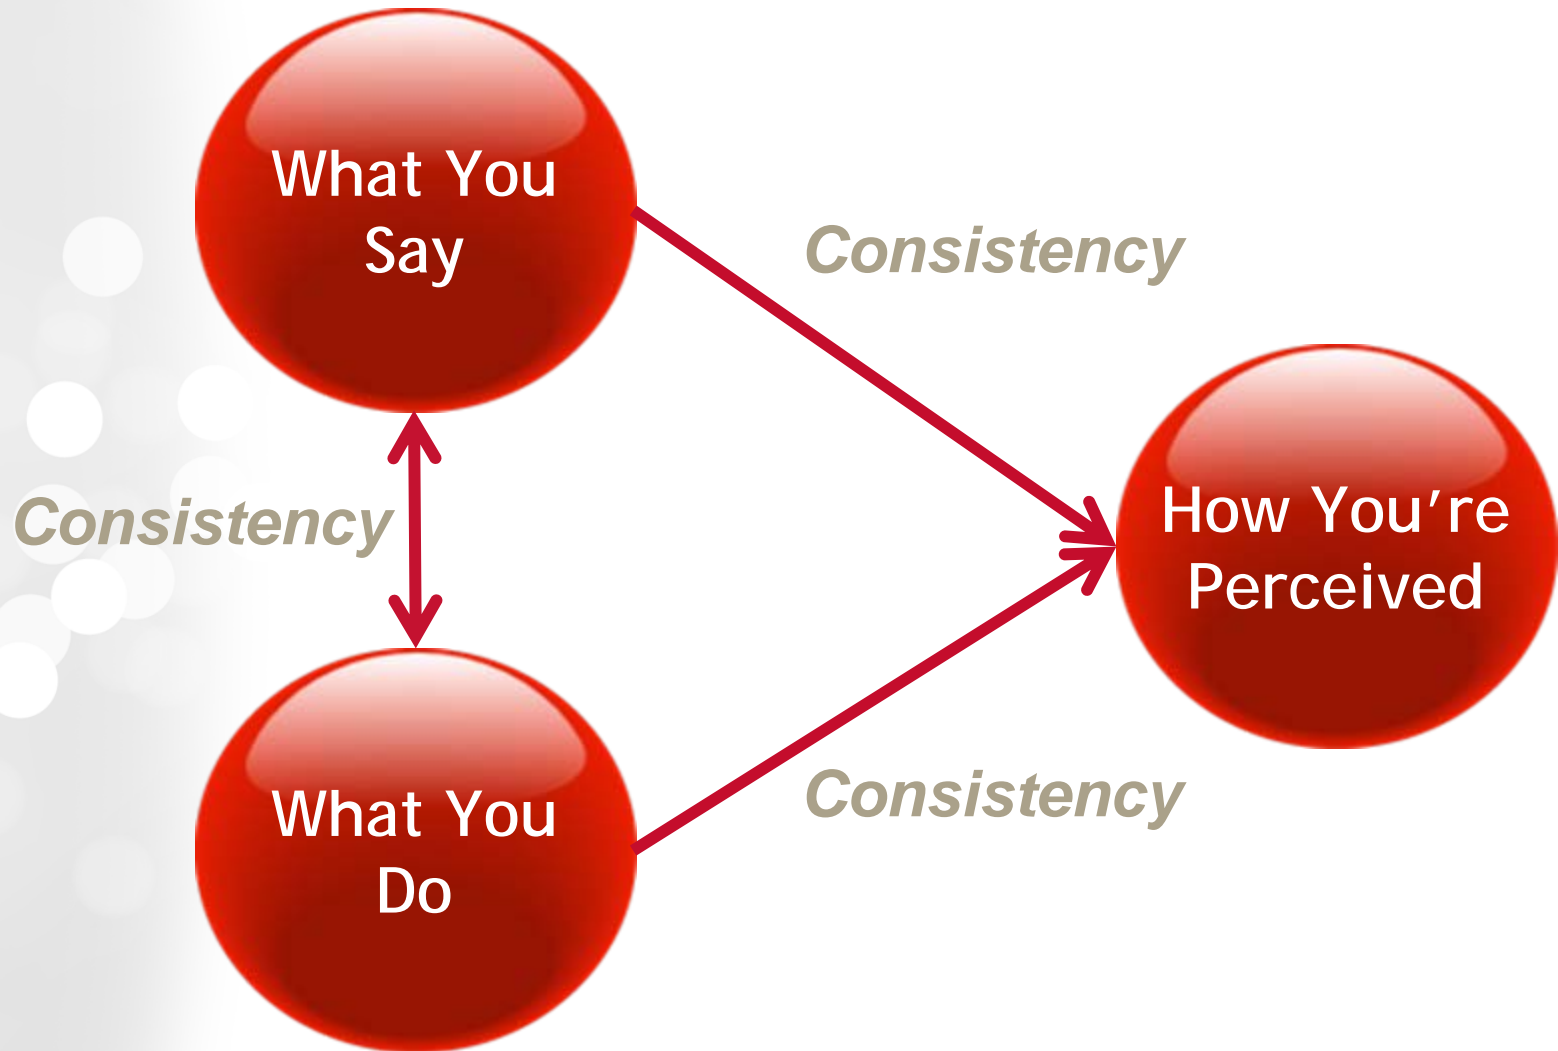 What You
Say
Consistency
Consistency
How You’re
Perceived
What You
Do
Consistency